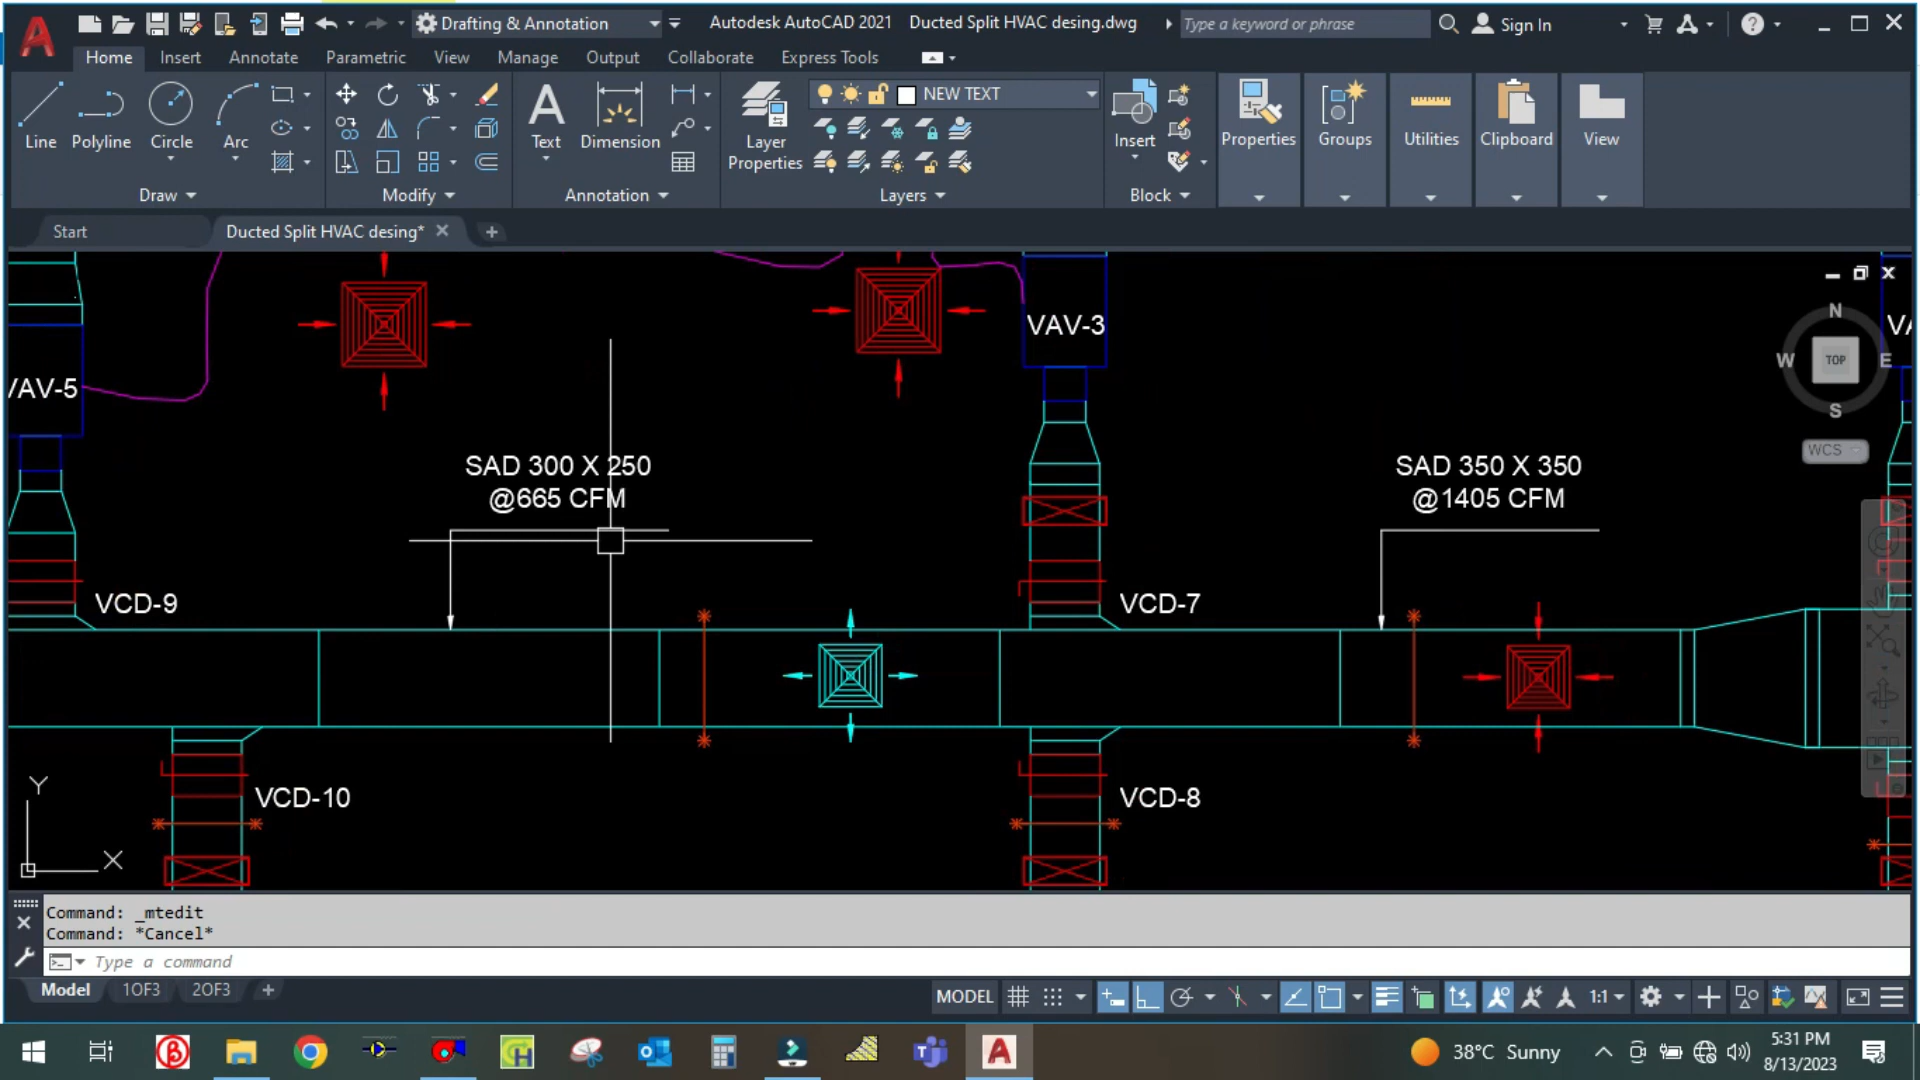 Drafting & Annotation
Autodesk AutoCAD 2021 Ducted Split HVAC desing.dwg
Type a keyword or phrase
Sign In
Home Insert Annotate Parametric View Manage Output Collaborate Express Tools
NEW TEXT
Line Polyline Circle Arc
Text Dimension
Layer Properties
Insert
Properties Groups Utilities Clipboard View
Draw Modify Annotation Layers Block
Start
Ducted Split HVAC desing*
N
W TOP E
S
WCS
VAV-3
VAV-5
SAD 300 X 250
@665 CFM
SAD 350 X 350
@1405 CFM
VCD-9
VCD-7
VCD-10
VCD-8
Y
X
Command: _mtedit
Command: *Cancel*
Type a command
Model 1OF3 2OF3
MODEL
1:1
38°C Sunny
5:31 PM
8/13/2023